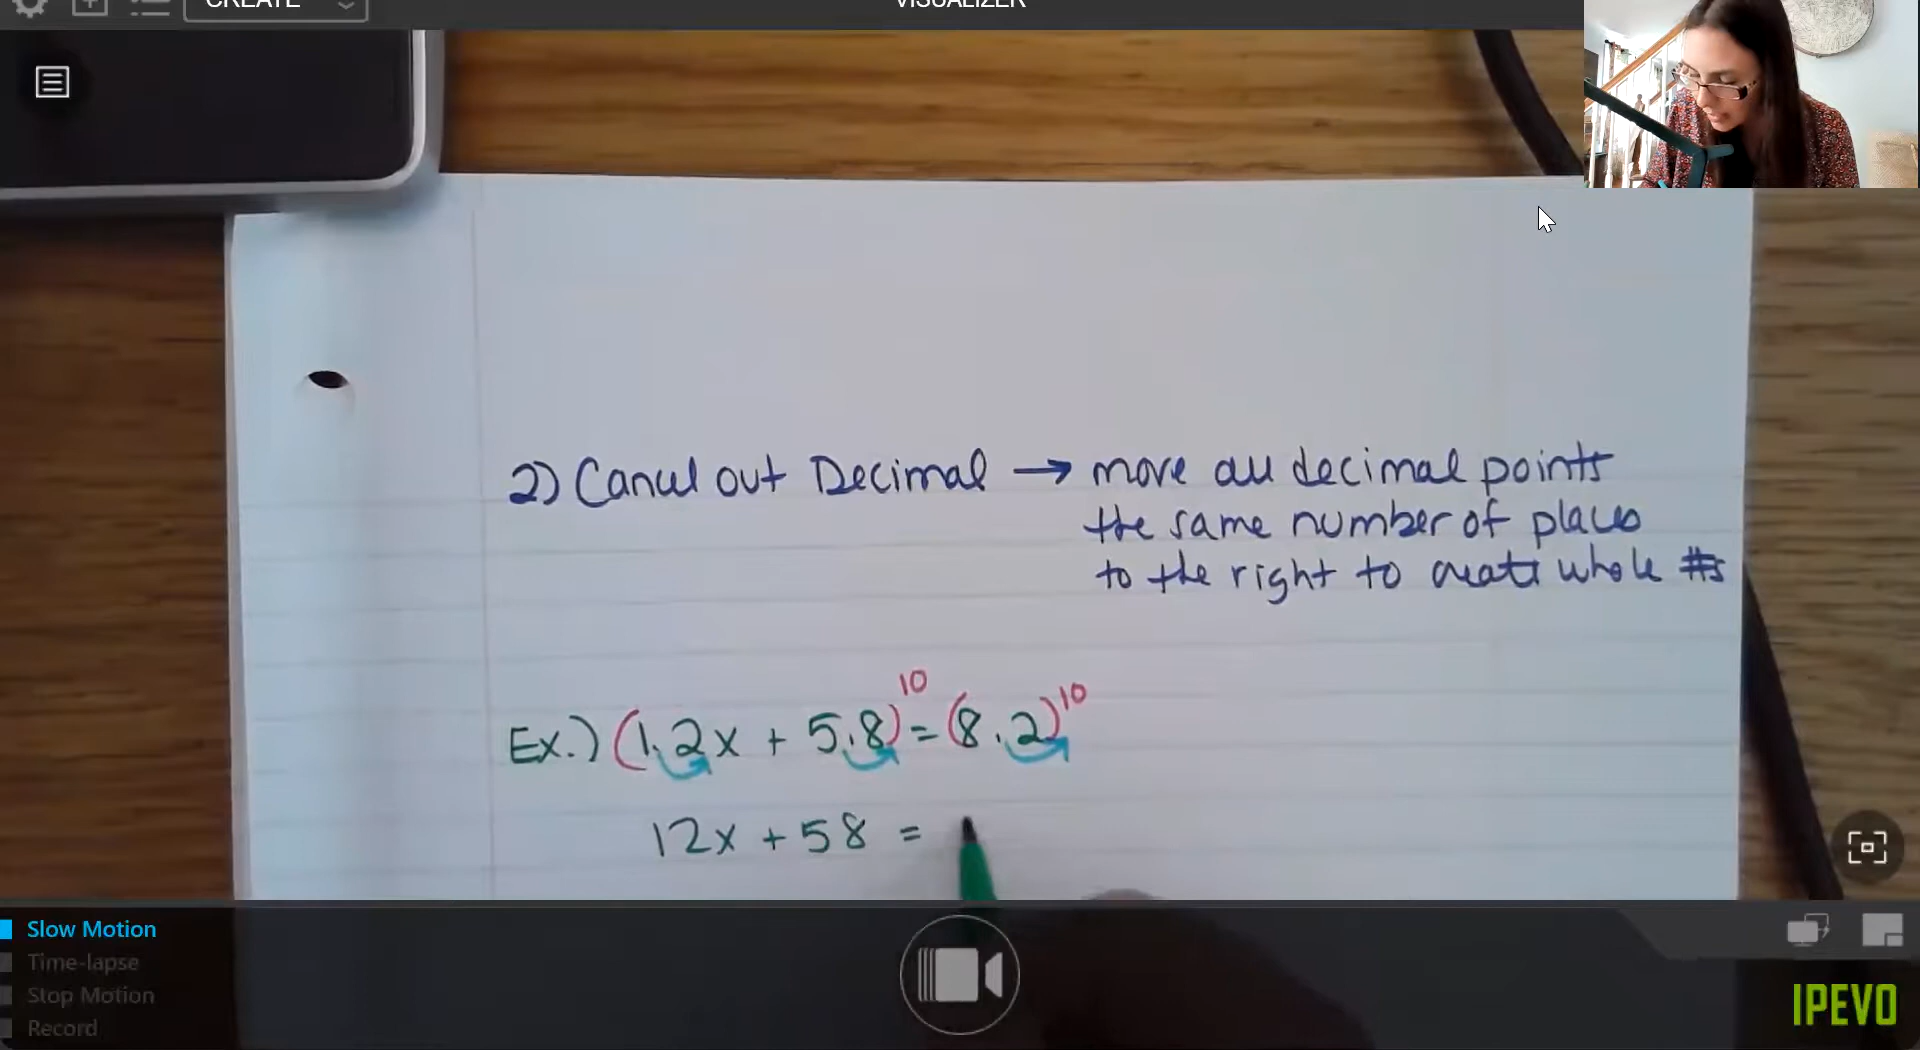 CREATE
VISUALIZER
2) Cancel out Decimal → move all decimal points
the same number of places
to the right to create whole #s
10 10
Ex.) (1.2x + 5.8) = (8.2)
12x + 58 =
Slow Motion
Time-lapse
Stop Motion
Record
IPEVO